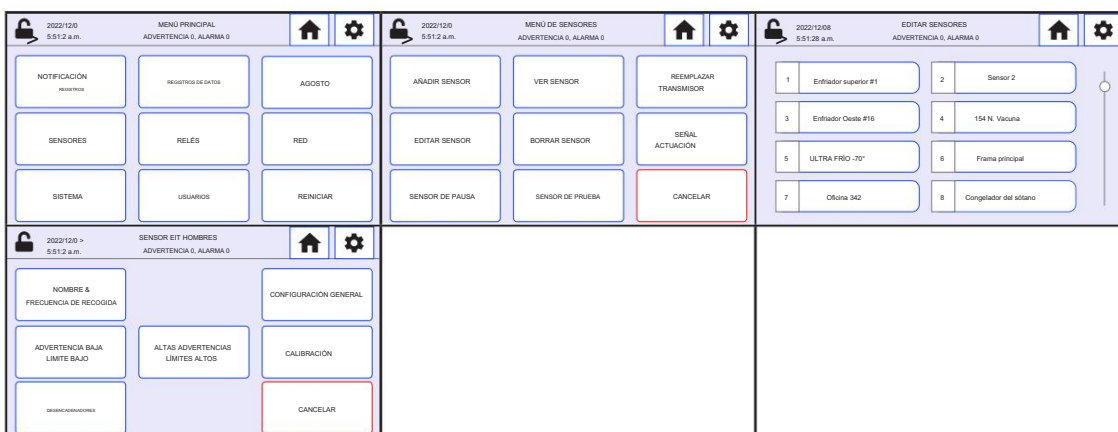 2022/12/0
5:51:2 a.m.
MENÚ PRINCIPAL
ADVERTENCIA 0, ALARMA 0
NOTIFICACIÓN
REGISTROS
REGISTROS DE DATOS
AGOSTO
SENSORES
RELÉS
RED
SISTEMA
USUARIOS
REINICIAR
2022/12/0
5:51:2 a.m.
MENÚ DE SENSORES
ADVERTENCIA 0, ALARMA 0
AÑADIR SENSOR
VER SENSOR
REEMPLAZAR
TRANSMISOR
EDITAR SENSOR
BORRAR SENSOR
SEÑAL
ACTUACIÓN
SENSOR DE PAUSA
SENSOR DE PRUEBA
CANCELAR
2022/12/08
5:51:28 a.m.
EDITAR SENSORES
ADVERTENCIA 0, ALARMA 0
1 Enfriador superior #1
2 Sensor 2
3 Enfriador Oeste #16
4 154 N. Vacuna
5 ULTRA FRÍO -70°
6 Frama principal
7 Oficina 342
8 Congelador del sótano
2022/12/0 >
5:51:2 a.m.
SENSOR EIT HOMBRES
ADVERTENCIA 0, ALARMA 0
NOMBRE &
FRECUENCIA DE RECOGIDA
CONFIGURACIÓN GENERAL
ADVERTENCIA BAJA
LIMITE BAJO
ALTAS ADVERTENCIAS
LÍMITES ALTOS
CALIBRACIÓN
DESENCADENADORES
CANCELAR